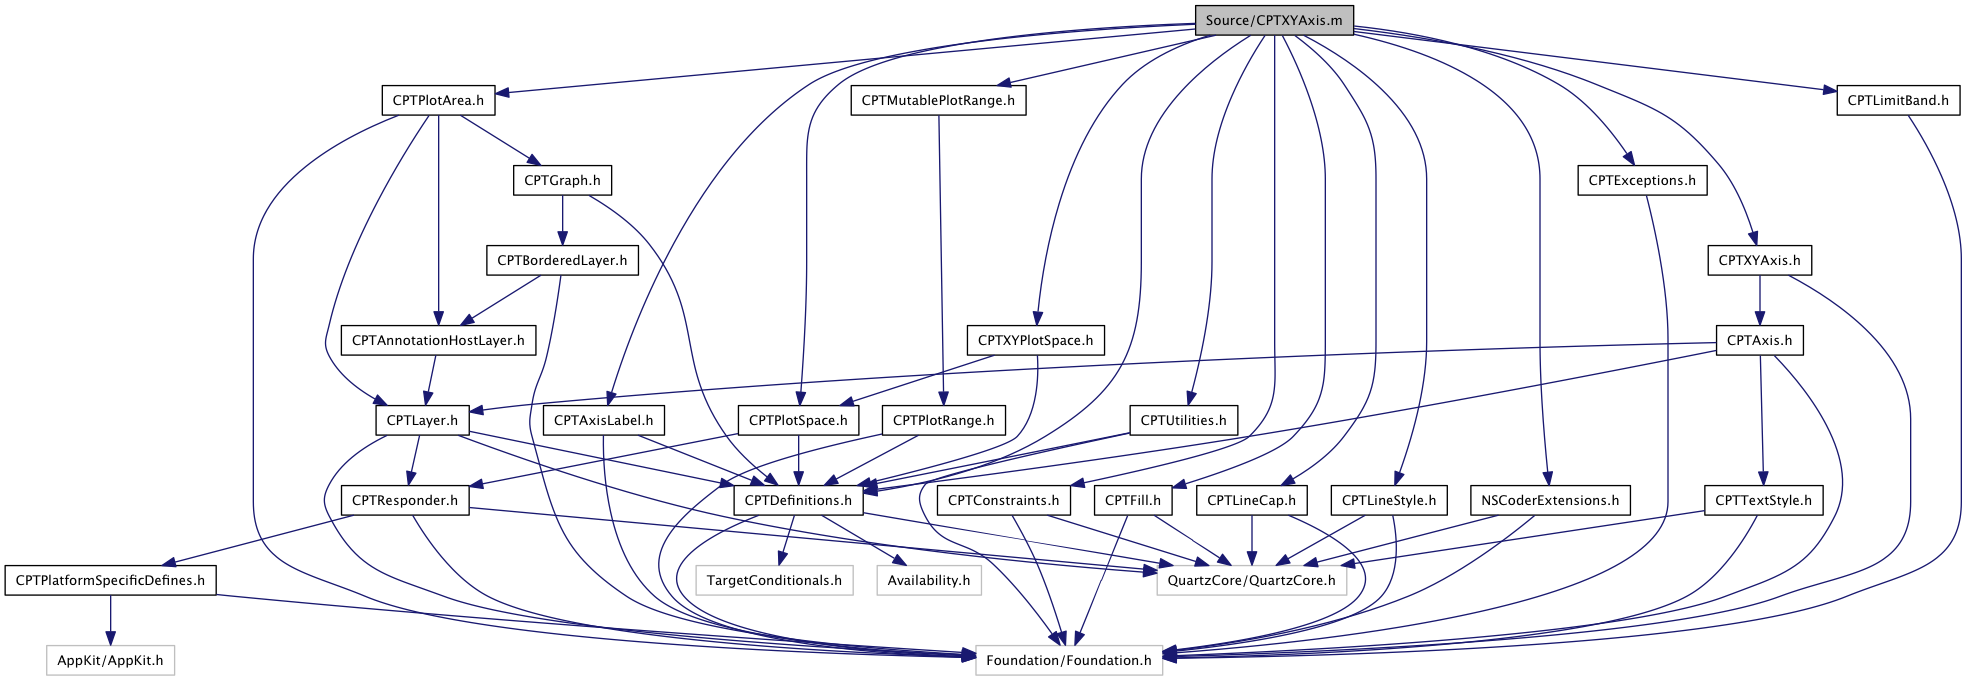 Source/CPTXYAxis.m
CPTPlotArea.h
CPTMutablePlotRange.h
CPTLimitBand.h
CPTGraph.h
CPTExceptions.h
CPTBorderedLayer.h
CPTXYAxis.h
CPTAnnotationHostLayer.h
CPTXYPlotSpace.h
CPTAxis.h
CPTLayer.h
CPTAxisLabel.h
CPTPlotSpace.h
CPTPlotRange.h
CPTUtilities.h
CPTResponder.h
CPTDefinitions.h
CPTConstraints.h
CPTFill.h
CPTLineCap.h
CPTLineStyle.h
NSCoderExtensions.h
CPTTextStyle.h
CPTPlatformSpecificDefines.h
TargetConditionals.h
Availability.h
QuartzCore/QuartzCore.h
AppKit/AppKit.h
Foundation/Foundation.h